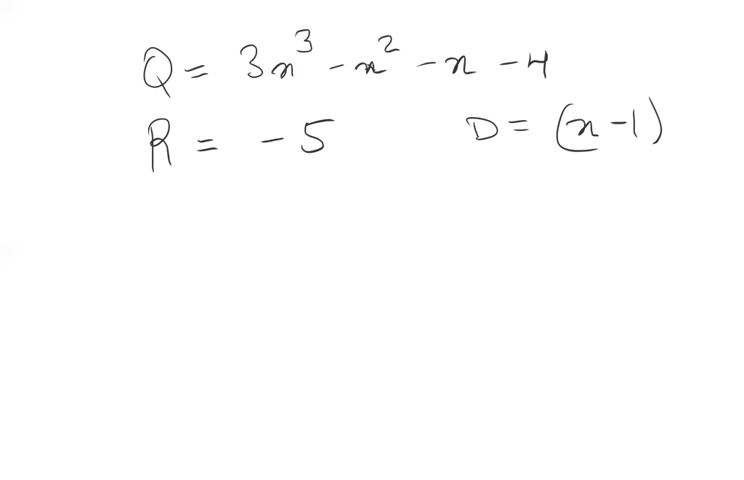 Q = 3x³ - x² - x - 4
R = - 5 D = (x - 1)